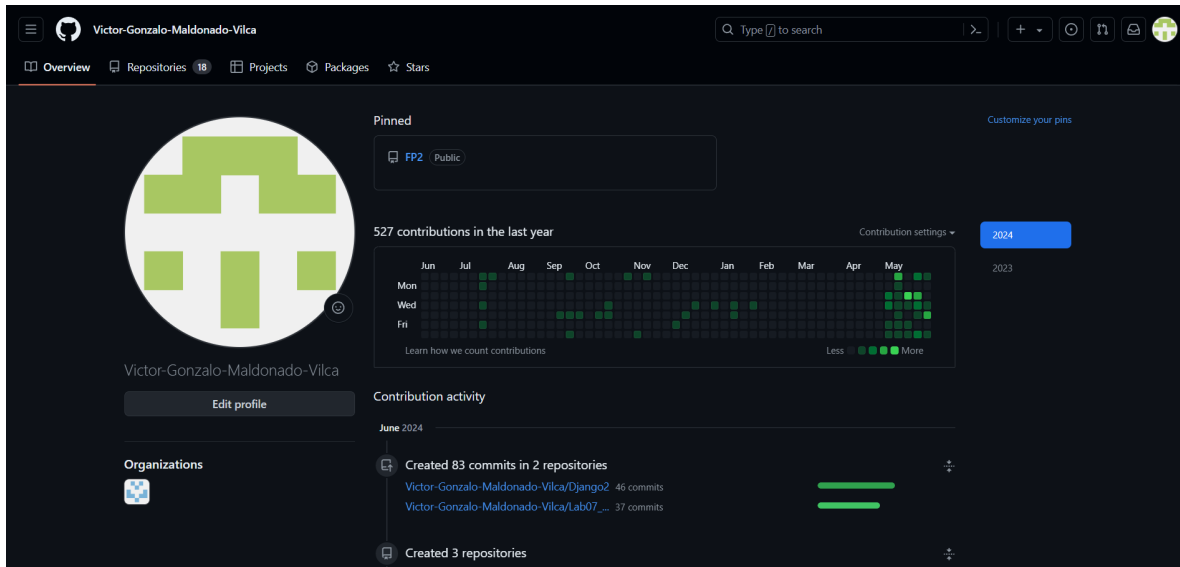 Victor-Gonzalo-Maldonado-Vilca
Type / to search
Overview Repositories 18 Projects Packages Stars
Pinned
Customize your pins
FP2 Public
527 contributions in the last year
Contribution settings
2024
2023
Jun Jul Aug Sep Oct Nov Dec Jan Feb Mar Apr May
Mon
Wed
Fri
Learn how we count contributions
Less More
Victor-Gonzalo-Maldonado-Vilca
Edit profile
Organizations
Contribution activity
June 2024
Created 83 commits in 2 repositories
Victor-Gonzalo-Maldonado-Vilca/Django2 46 commits
Victor-Gonzalo-Maldonado-Vilca/Lab07_... 37 commits
Created 3 repositories